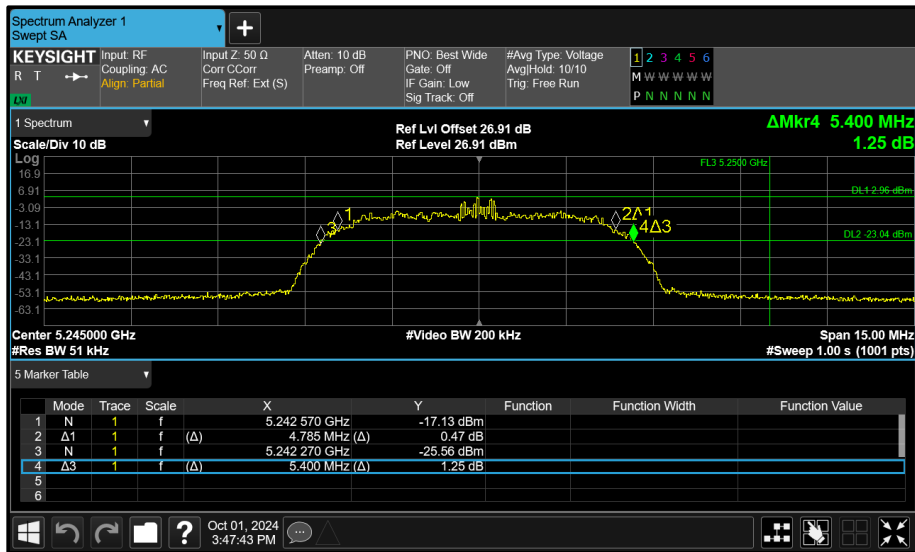 Spectrum Analyzer 1
Swept SA
+
KEYSIGHT Input: RF Input Z: 50 Ω Atten: 10 dB PNO: Best Wide #Avg Type: Voltage 1 2 3 4 5 6
R T Coupling: AC Corr CCorr Preamp: Off Gate: Off Avg|Hold: 10/10 M W W W W W
Align: Partial Freq Ref: Ext (S) IF Gain: Low Trig: Free Run
LXI Sig Track: Off P N N N N N
1 Spectrum Ref Lvl Offset 26.91 dB ΔMkr4 5.400 MHz
Scale/Div 10 dB Ref Level 26.91 dBm 1.25 dB
Log FL3 5.2500 GHz
16.9
6.91 DL1 2.96 dBm
-3.09
1 2Δ1
-13.1
3 4Δ3
-23.1 DL2 -23.04 dBm
-33.1
-43.1
-53.1
-63.1
Center 5.245000 GHz #Video BW 200 kHz Span 15.00 MHz
#Res BW 51 kHz #Sweep 1.00 s (1001 pts)
5 Marker Table
Mode Trace Scale X Y Function Function Width Function Value
1 N 1 f 5.242 570 GHz -17.13 dBm
2 Δ1 1 f (Δ) 4.785 MHz (Δ) 0.47 dB
3 N 1 f 5.242 270 GHz -25.56 dBm
4 Δ3 1 f (Δ) 5.400 MHz (Δ) 1.25 dB
5
6
? Oct 01, 2024
3:47:43 PM